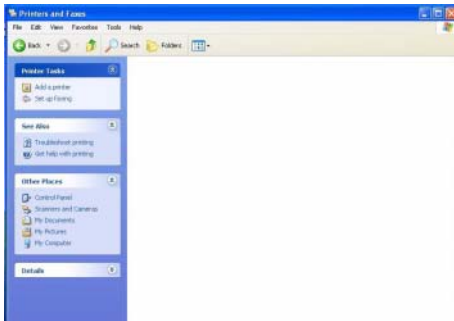 Printers and Faxes
File Edit View Favorites Tools Help
Back Search Folders
Printer Tasks
Add a printer
Set up faxing
See Also
Troubleshoot printing
Get help with printing
Other Places
Control Panel
Scanners and Cameras
My Documents
My Pictures
My Computer
Details